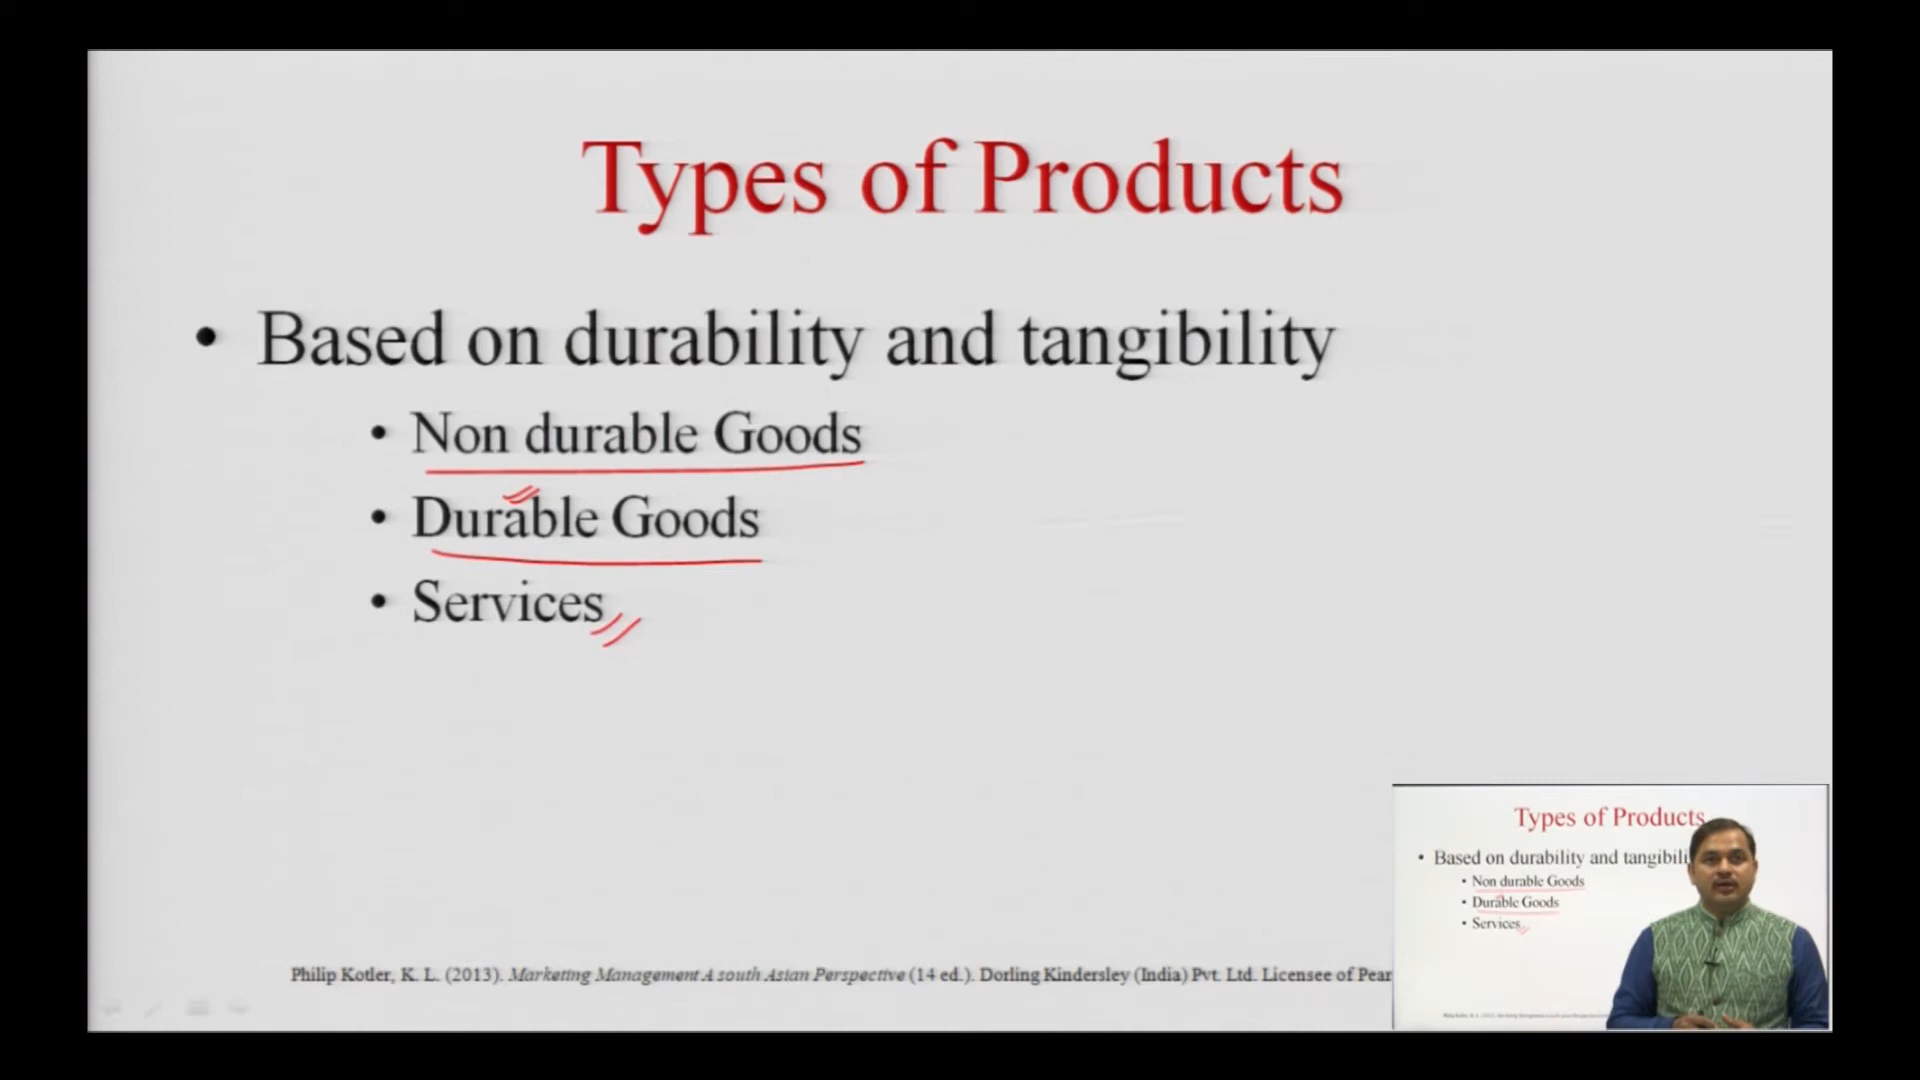 Types of Products
• Based on durability and tangibility
• Non durable Goods
• Durable Goods
• Services
Philip Kotler, K. L. (2013). Marketing Management A south Asian Perspective (14 ed.). Dorling Kindersley (India) Pvt. Ltd. Licensee of Pear
Types of Products
• Based on durability and tangibili
• Non durable Goods
• Durable Goods
• Services